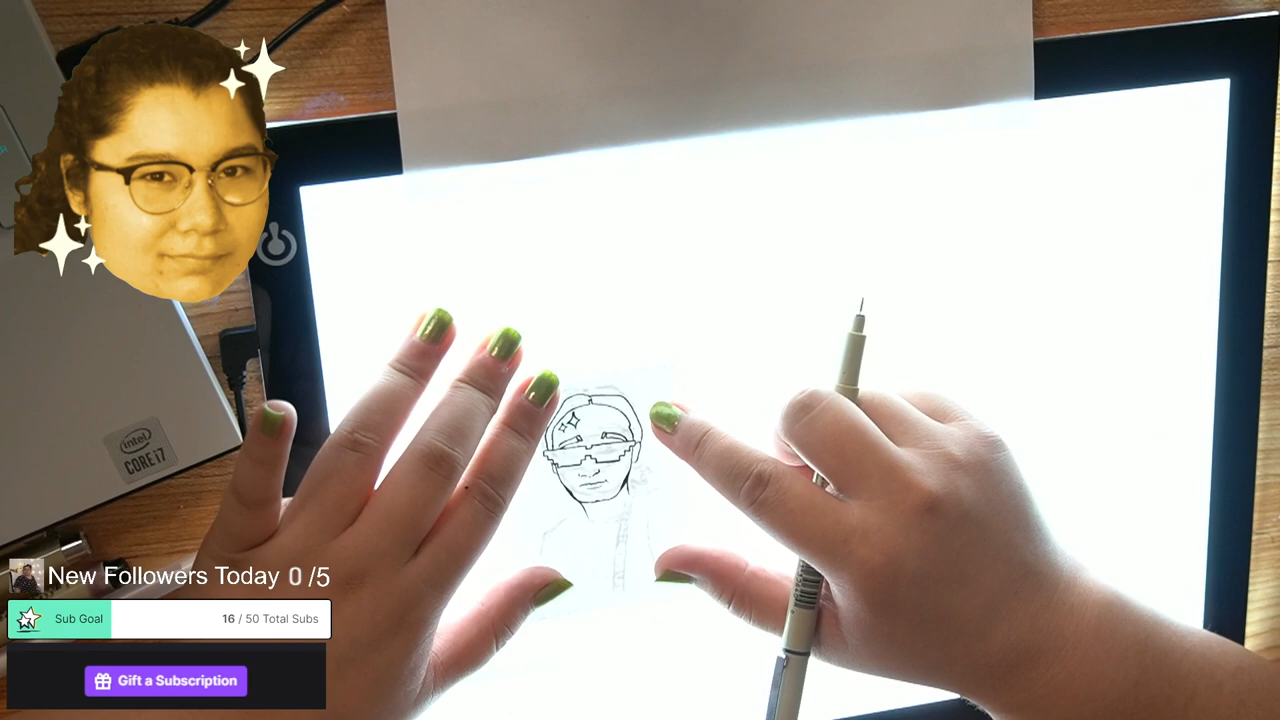 intel
CORE i7
New Followers Today 0 /5
Sub Goal 16 / 50 Total Subs
Gift a Subscription